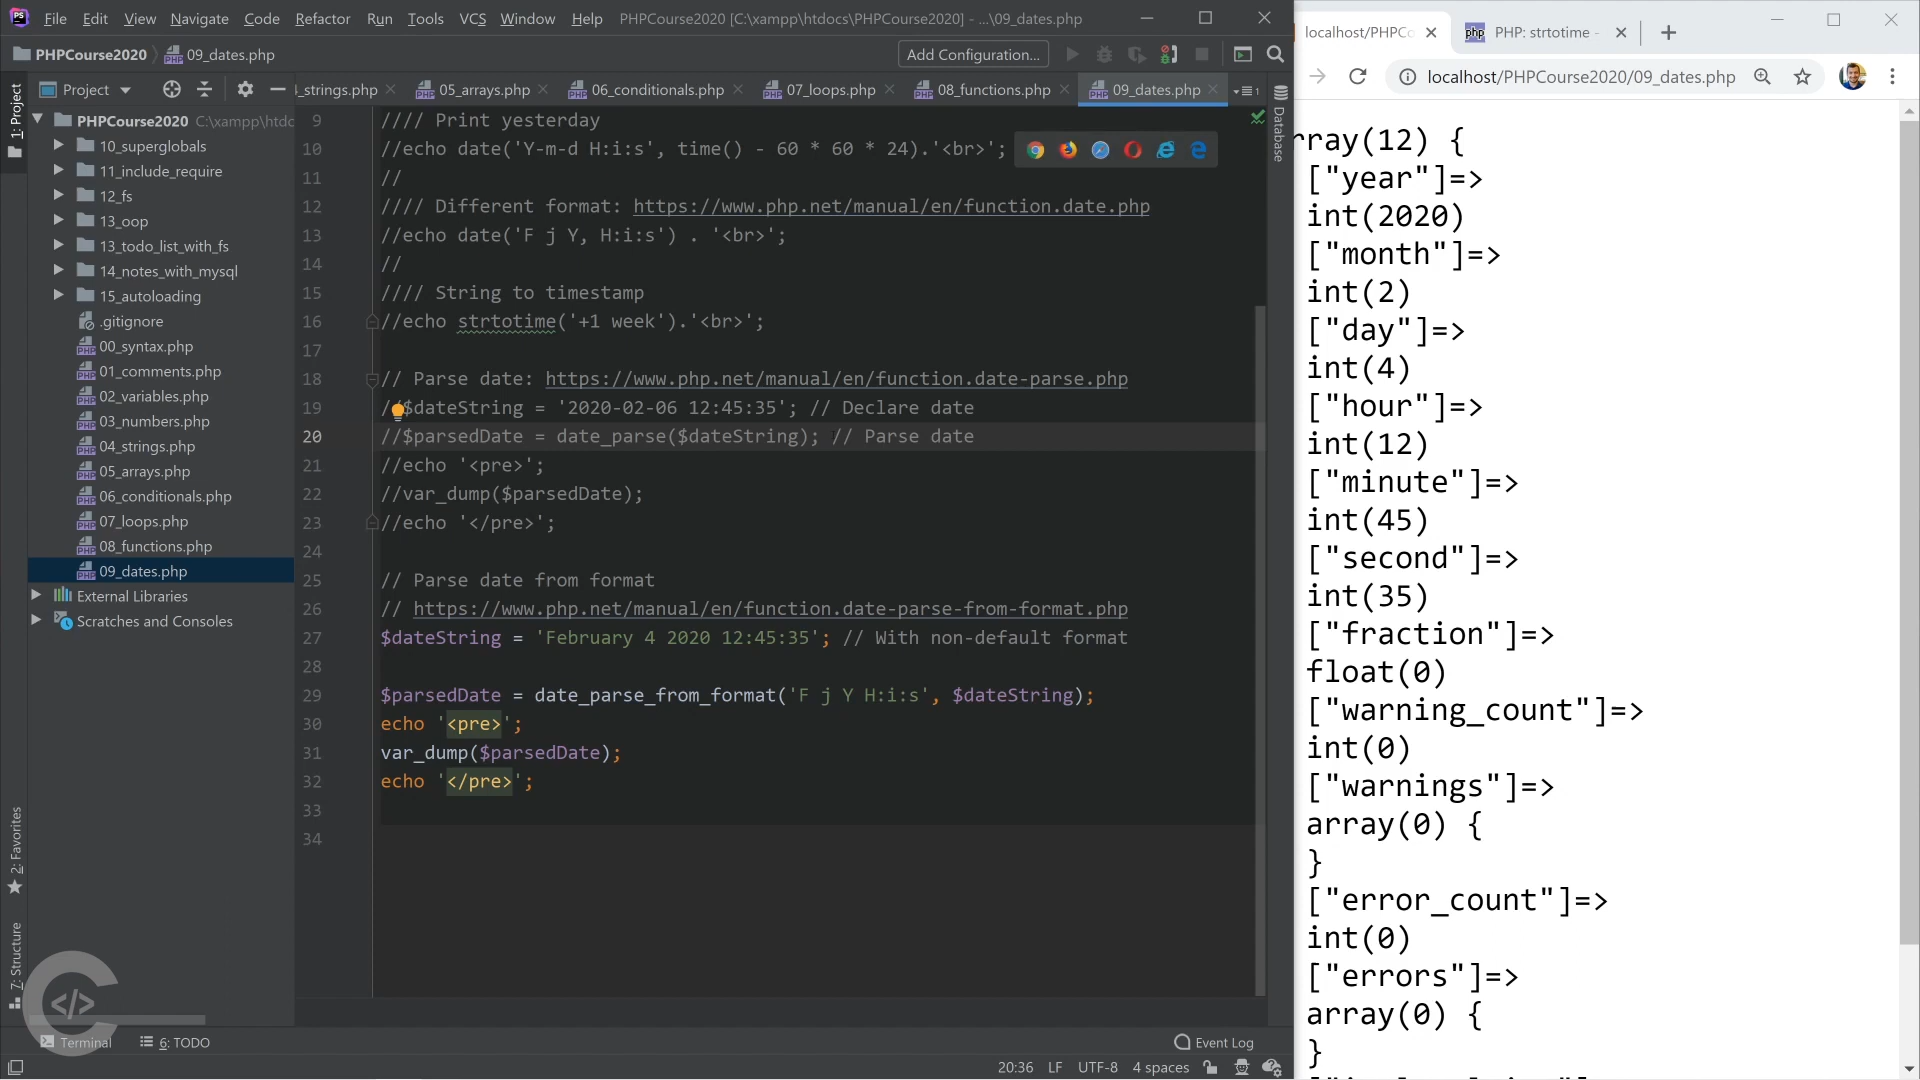 File Edit View Navigate Code Refactor Run Tools VCS Window Help PHPCourse2020 [C:\xampp\htdocs\PHPCourse2020] - ...\09_dates.php
PHPCourse2020 09_dates.php Add Configuration...
Project _strings.php 05_arrays.php 06_conditionals.php 07_loops.php 08_functions.php 09_dates.php
1: Project
PHPCourse2020 C:\xampp\htdc
10_superglobals
11_include_require
12_fs
13_oop
13_todo_list_with_fs
14_notes_with_mysql
15_autoloading
.gitignore
00_syntax.php
01_comments.php
02_variables.php
03_numbers.php
04_strings.php
05_arrays.php
06_conditionals.php
07_loops.php
08_functions.php
09_dates.php
External Libraries
Scratches and Consoles
2: Favorites
7: Structure
9 //// Print yesterday
10 //echo date('Y-m-d H:i:s', time() - 60 * 60 * 24).'<br>';
11 //
12 //// Different format: https://www.php.net/manual/en/function.date.php
13 //echo date('F j Y, H:i:s') . '<br>';
14 //
15 //// String to timestamp
16 //echo strtotime('+1 week').'<br>';
17
18 // Parse date: https://www.php.net/manual/en/function.date-parse.php
19 //$dateString = '2020-02-06 12:45:35'; // Declare date
20 //$parsedDate = date_parse($dateString); // Parse date
21 //echo '<pre>';
22 //var_dump($parsedDate);
23 //echo '</pre>';
24
25 // Parse date from format
26 // https://www.php.net/manual/en/function.date-parse-from-format.php
27 $dateString = 'February 4 2020 12:45:35'; // With non-default format
28
29 $parsedDate = date_parse_from_format('F j Y H:i:s', $dateString);
30 echo '<pre>';
31 var_dump($parsedDate);
32 echo '</pre>';
33
34
Database
Terminal 6: TODO Event Log
20:36 LF UTF-8 4 spaces
localhost/PHPCo PHP: strtotime -
localhost/PHPCourse2020/09_dates.php
rray(12) {
["year"]=>
int(2020)
["month"]=>
int(2)
["day"]=>
int(4)
["hour"]=>
int(12)
["minute"]=>
int(45)
["second"]=>
int(35)
["fraction"]=>
float(0)
["warning_count"]=>
int(0)
["warnings"]=>
array(0) {
}
["error_count"]=>
int(0)
["errors"]=>
array(0) {
}